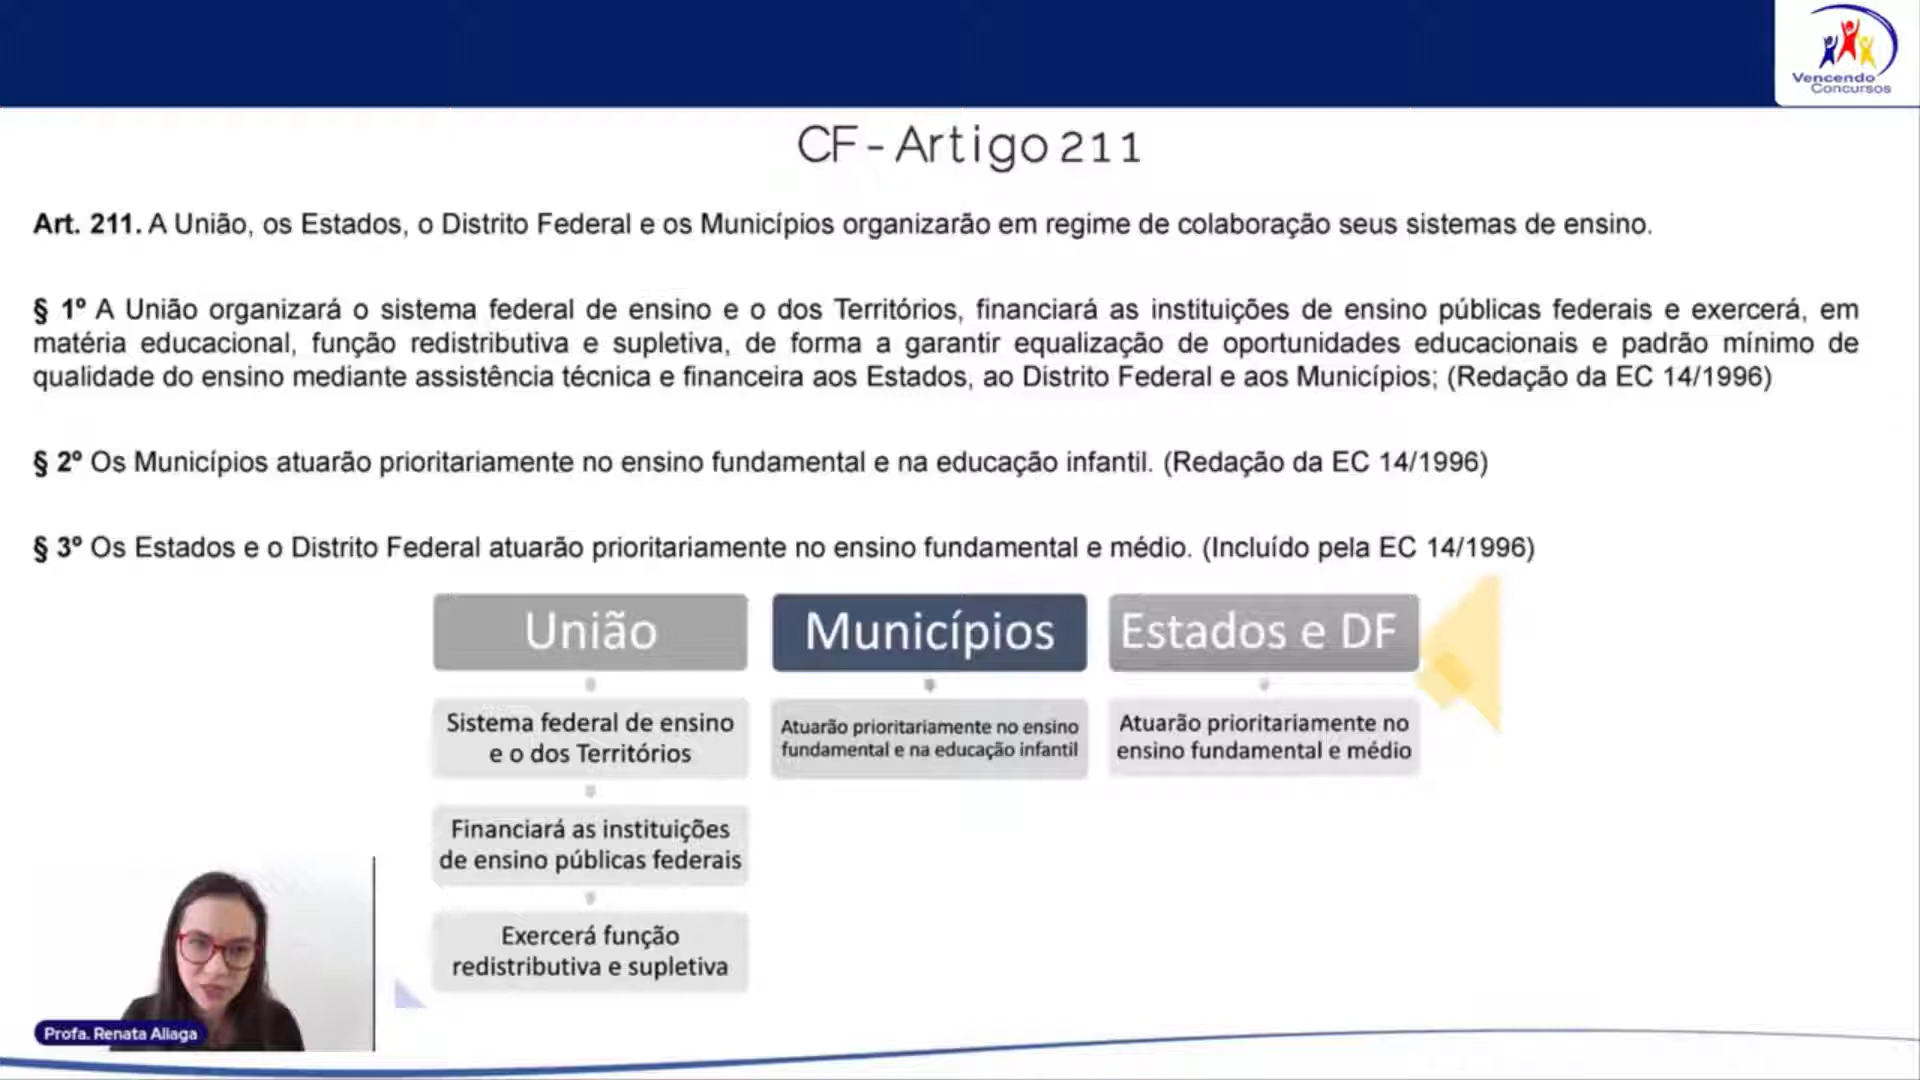 Vencendo
Concursos
CF - Artigo 211
Art. 211. A União, os Estados, o Distrito Federal e os Municípios organizarão em regime de colaboração seus sistemas de ensino.
§ 1º A União organizará o sistema federal de ensino e o dos Territórios, financiará as instituições de ensino públicas federais e exercerá, em
matéria educacional, função redistributiva e supletiva, de forma a garantir equalização de oportunidades educacionais e padrão mínimo de
qualidade do ensino mediante assistência técnica e financeira aos Estados, ao Distrito Federal e aos Municípios; (Redação da EC 14/1996)
§ 2º Os Municípios atuarão prioritariamente no ensino fundamental e na educação infantil. (Redação da EC 14/1996)
§ 3º Os Estados e o Distrito Federal atuarão prioritariamente no ensino fundamental e médio. (Incluído pela EC 14/1996)
União
Sistema federal de ensino
e o dos Territórios
Financiará as instituições
de ensino públicas federais
Exercerá função
redistributiva e supletiva
Municípios
Atuarão prioritariamente no ensino
fundamental e na educação infantil
Estados e DF
Atuarão prioritariamente no
ensino fundamental e médio
Profa. Renata Aliaga